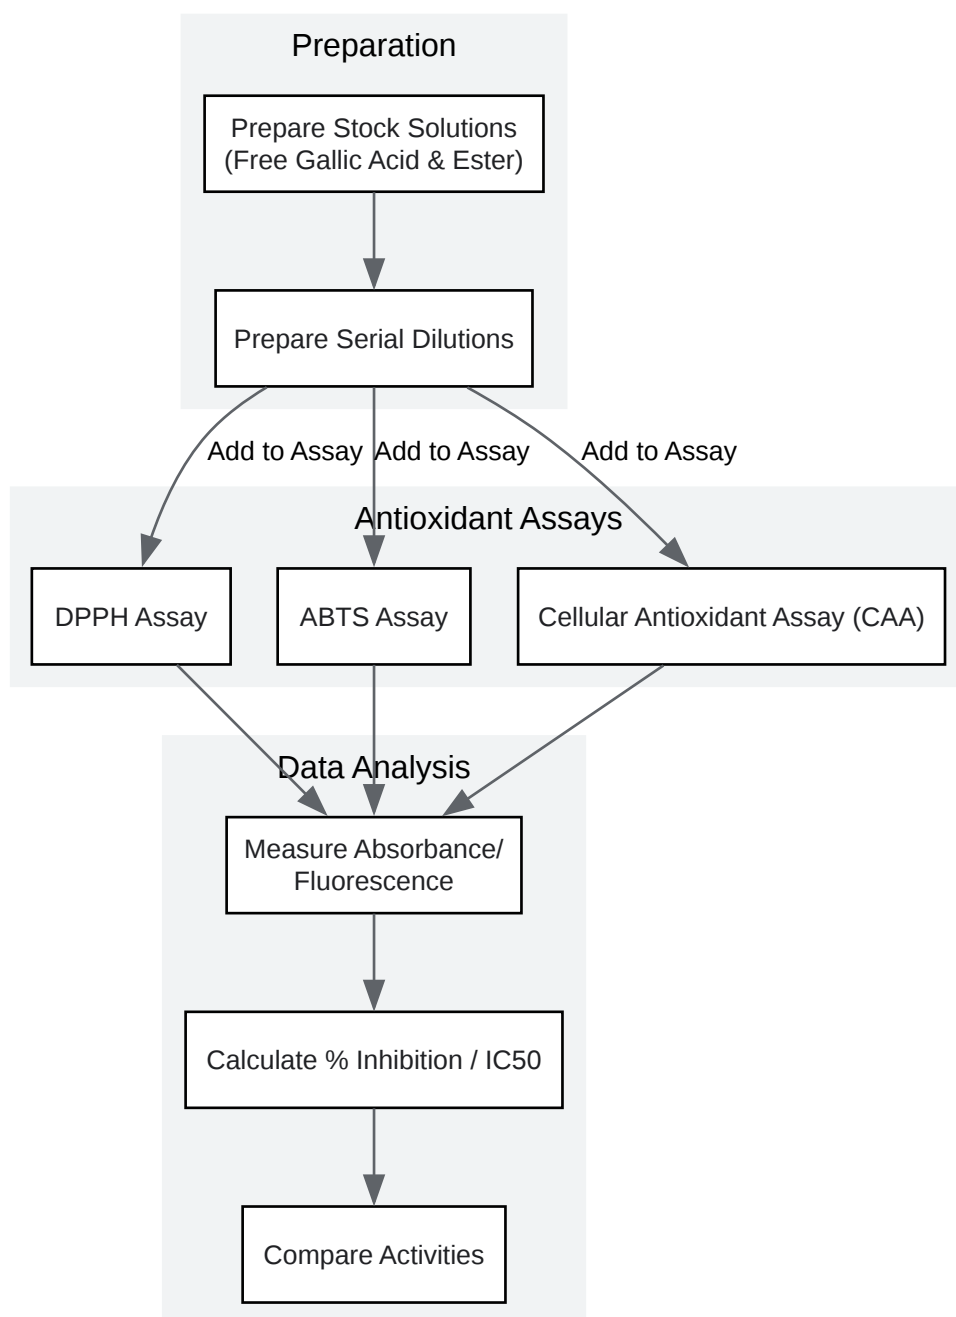 Preparation
Prepare Stock Solutions
(Free Gallic Acid & Ester)
Prepare Serial Dilutions
Add to Assay
Add to Assay
Add to Assay
Antioxidant Assays
DPPH Assay
ABTS Assay
Cellular Antioxidant Assay (CAA)
Data Analysis
Measure Absorbance/
Fluorescence
Calculate % Inhibition / IC50
Compare Activities